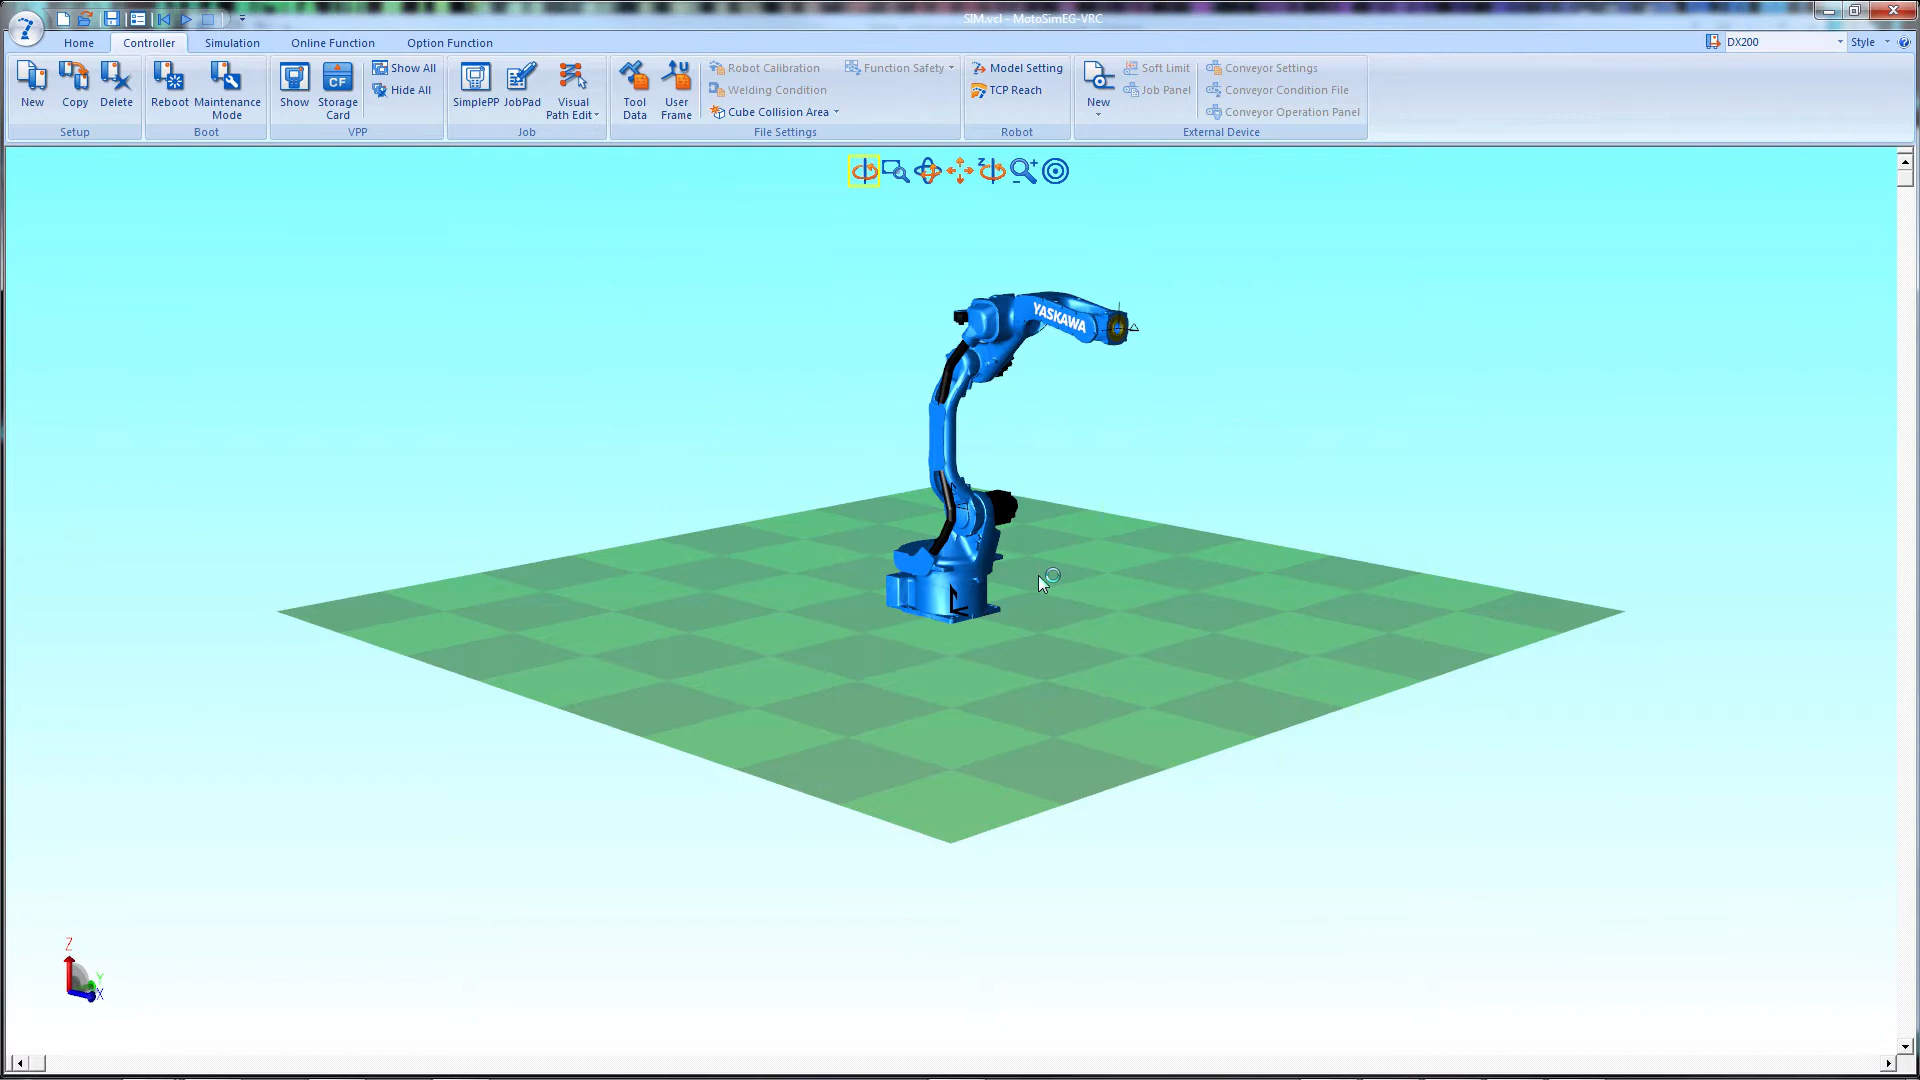 SIM.vcl - MotoSimEG-VRC
Home Controller Simulation Online Function Option Function DX200 Style
New Copy Delete
Setup
Reboot Maintenance Mode
Boot
Show Storage Card Show All
Hide All
CF
VPP
SimplePP JobPad Visual Path Edit
Job
Tool Data User Frame Robot Calibration Function Safety
Welding Condition
Cube Collision Area
File Settings
Model Setting
TCP Reach
Robot
New Soft Limit Conveyor Settings
Job Panel Conveyor Condition File
Conveyor Operation Panel
External Device
Z
YASKAWA
Z
Y
X